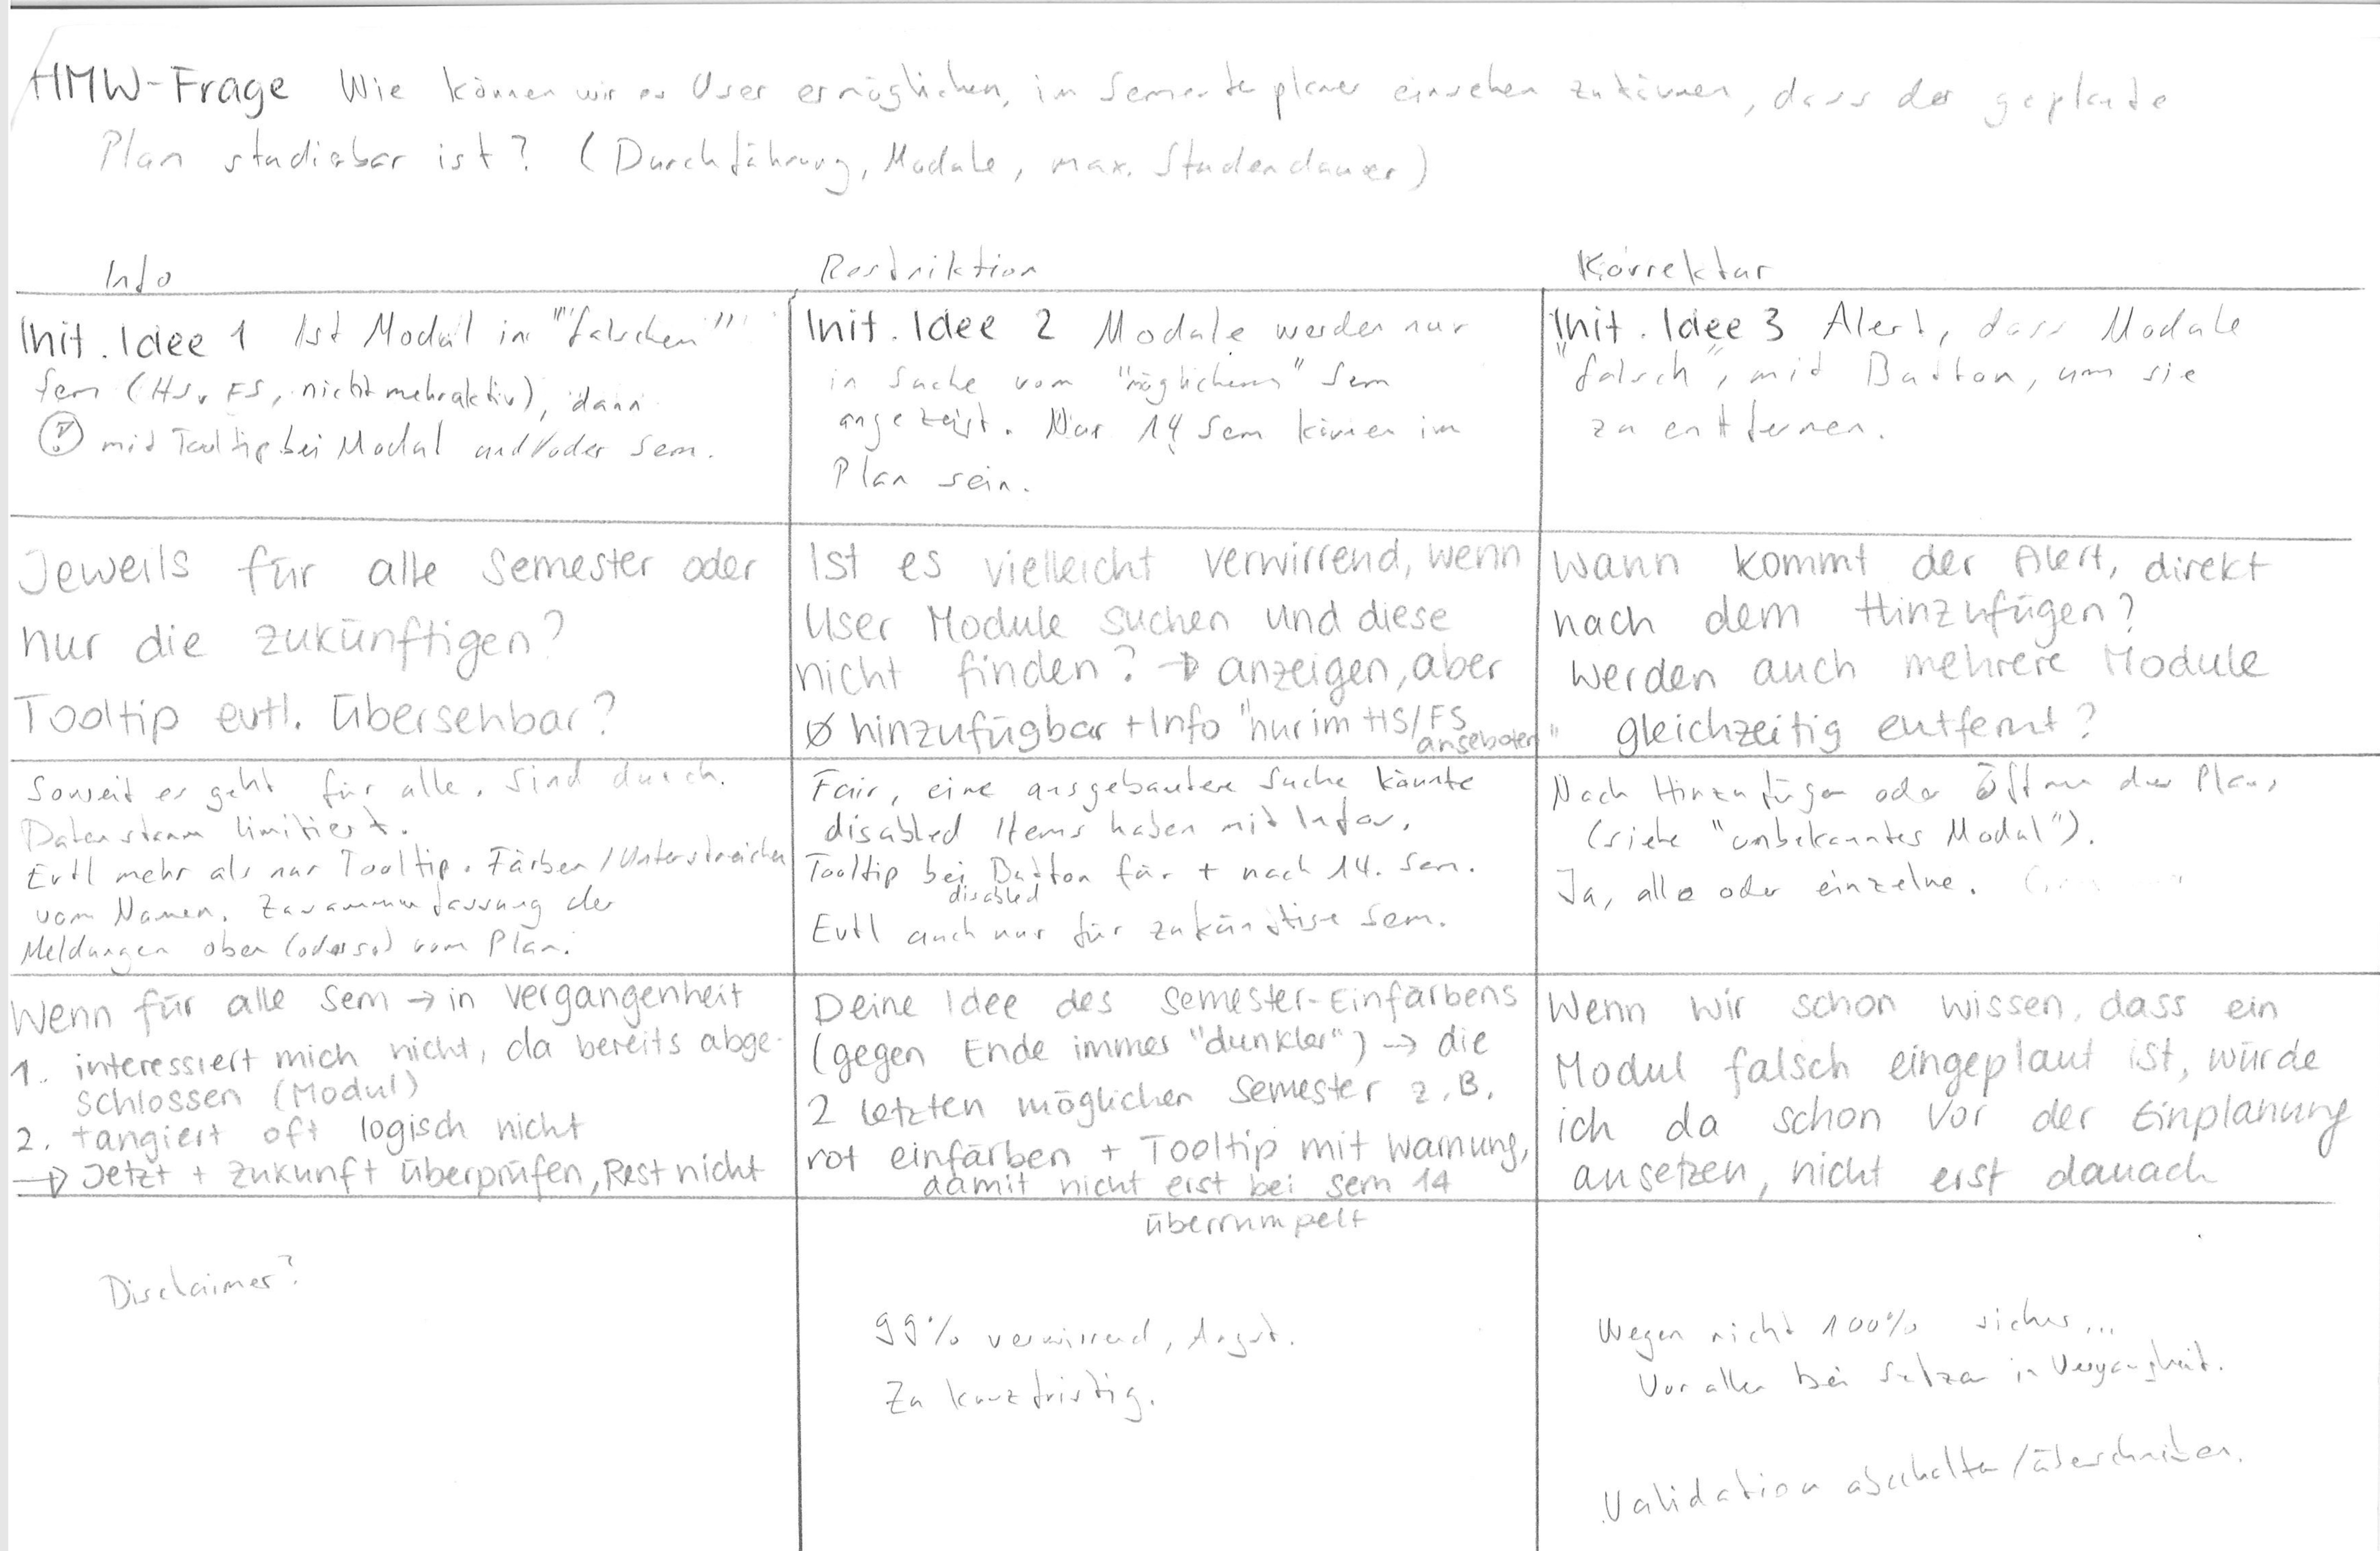 HMW-Frage Wie können wir es User ermöglichen, im Semesterplaner einsehen zu können, dass der geplante
Plan studierbar ist? (Durchführung, Module, max. Studiendauer)
Info
Restriktion
Korrektur
Init. Idee 1 Ist Modul in "falschen"
Sem (HS, FS, nicht mehr aktiv), dann
mit Tooltip bei Modul und/oder Sem.
Init. Idee 2 Module werden nur
in Suche vom "möglichem" Sem
angezeigt. Nur 14 Sem können im
Plan sein.
Init. Idee 3 Alert, dass Module
"falsch", mit Button, um sie
zu entfernen.
Jeweils für alle Semester oder
nur die zukünftigen?
Tooltip evtl. übersehbar?
Ist es vielleicht verwirrend, wenn
User Module suchen und diese
nicht finden? → anzeigen, aber
Ø hinzufügbar + Info "nur im HS/FS
angeboten"
Wann kommt der Alert, direkt
nach dem Hinzufügen?
Werden auch mehrere Module
gleichzeitig entfernt?
Soweit es geht für alle. Sind durch
Datenstamm limitiert.
Evtl mehr als nur Tooltip. Färben/Unterstreichen
vom Namen. Zusammenfassung der
Meldungen oben (oder so) vom Plan.
Fair, eine ausgebautere Suche könnte
disabled Items haben mit Infos.
Tooltip bei Button für + nach 14. Sem.
disabled
Evtl auch nur für zukünftige Sem.
Nach Hinzufügen oder Öffnen des Plans
(siehe "unbekanntes Modul").
Ja, alle oder einzelne.
Wenn für alle Sem → in Vergangenheit
1. interessiert mich nicht, da bereits abge-
schlossen (Modul)
2. tangiert oft logisch nicht
→ Jetzt + Zukunft überprüfen, Rest nicht
Deine Idee des Semester-Einfärbens
(gegen Ende immer "dunkler") → die
2 letzten möglichen Semester z.B.
rot einfärben + Tooltip mit Warnung,
damit nicht erst bei Sem 14
überrumpelt
Wenn wir schon wissen, dass ein
Modul falsch eingeplant ist, würde
ich da schon vor der Einplanung
ansetzen, nicht erst danach
Disclaimer?
99% verwirrend, Angst.
Zu kurzfristig.
Wegen nicht 100% sicher...
Vor allem bei Setzen in Vergangenheit.
Validation abschalten/überschreiben.